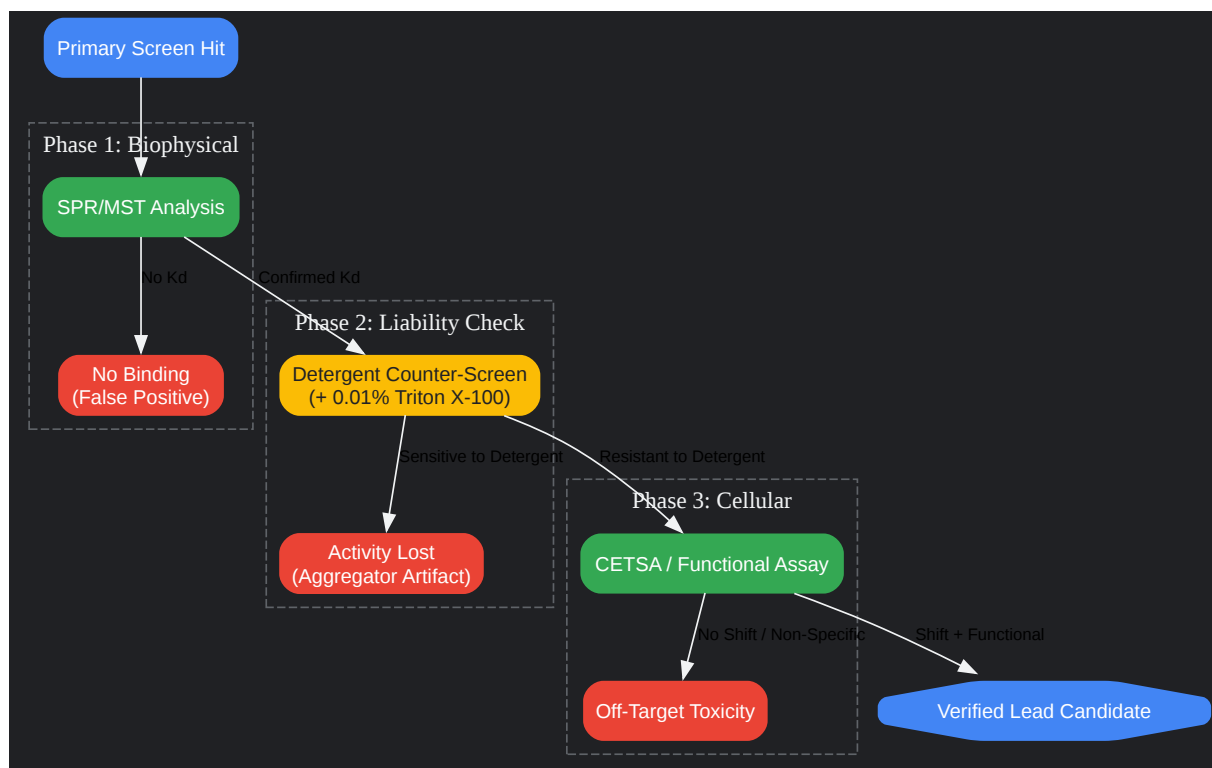 Primary Screen Hit
Phase 1: Biophysical
SPR/MST Analysis
No Kd
Confirmed Kd
Phase 2: Liability Check
No Binding
(False Positive)
Detergent Counter-Screen
(+ 0.01% Triton X-100)
Sensitive to Detergent
Resistant to Detergent
Phase 3: Cellular
Activity Lost
(Aggregator Artifact)
CETSA / Functional Assay
No Shift / Non-Specific
Shift + Functional
Off-Target Toxicity
Verified Lead Candidate